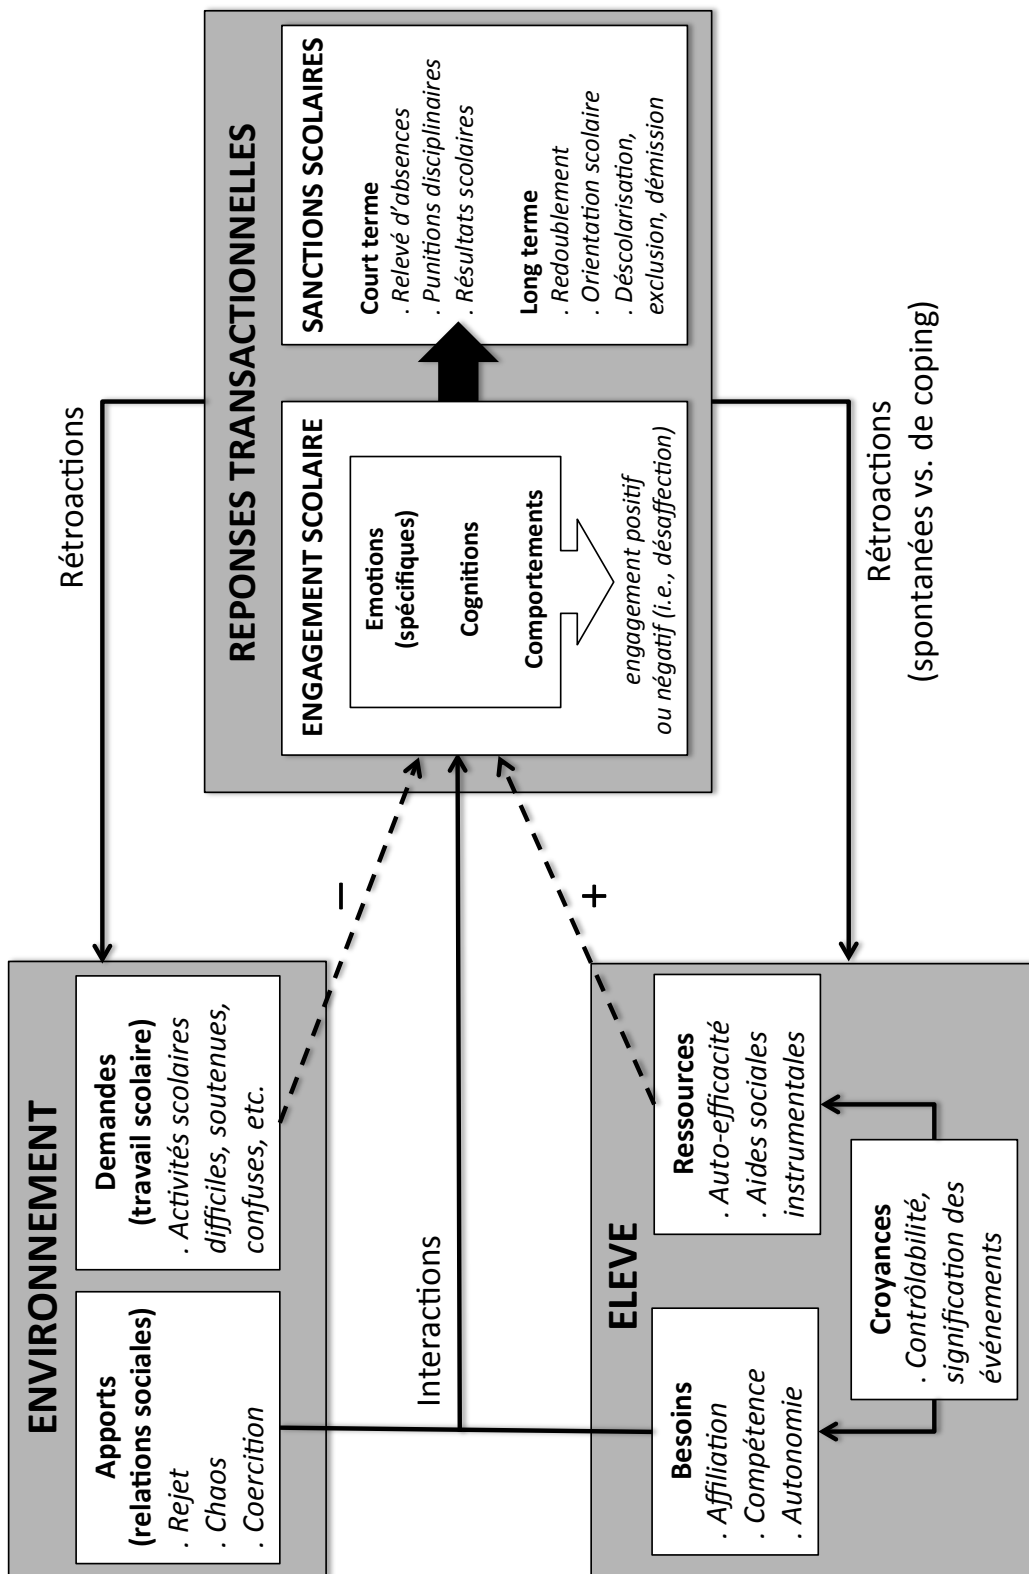 ENVIRONNEMENT
Apports
(relations sociales)
. Rejet
. Chaos
. Coercition
Demandes
(travail scolaire)
. Activités scolaires
difficiles, soutenues,
confuses, etc.
Interactions
ELEVE
Besoins
. Affiliation
. Compétence
. Autonomie
Ressources
. Auto-efficacité
. Aides sociales
instrumentales
Croyances
. Contrôlabilité,
signification des
événements
–
+
Rétroactions
REPONSES TRANSACTIONNELLES
ENGAGEMENT SCOLAIRE
Emotions
(spécifiques)
Cognitions
Comportements
engagement positif
ou négatif (i.e., désaffection)
SANCTIONS SCOLAIRES
Court terme
. Relevé d’absences
. Punitions disciplinaires
. Résultats scolaires
Long terme
. Redoublement
. Orientation scolaire
. Déscolarisation,
exclusion, démission
Rétroactions
(spontanées vs. de coping)